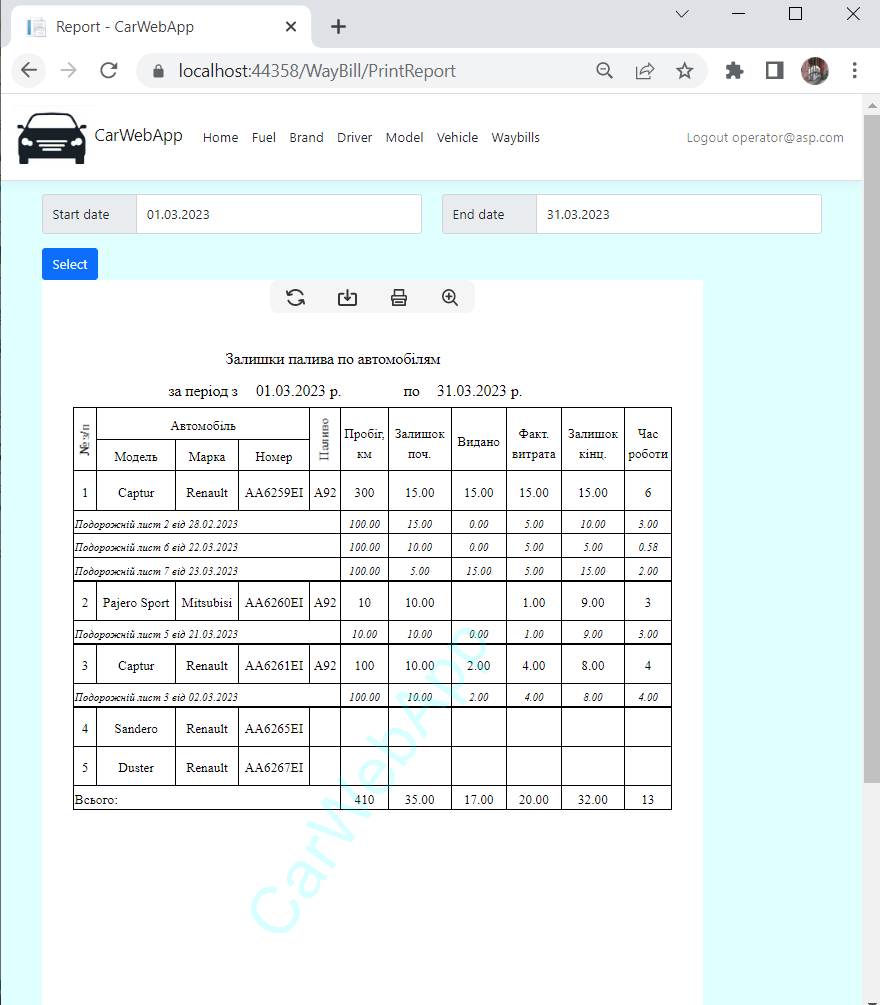 Report - CarWebApp
localhost:44358/WayBill/PrintReport
CarWebApp Home Fuel Brand Driver Model Vehicle Waybills Logout operator@asp.com
Start date 01.03.2023 End date 31.03.2023
Select
Залишки палива по автомобілям
за період з 01.03.2023 р. по 31.03.2023 р.
№ з/п Автомобіль Паливо Пробіг, км Залишок поч. Видано Факт. витрата Залишок кінц. Час роботи
Модель Марка Номер
1 Captur Renault AA6259EI A92 300 15.00 15.00 15.00 15.00 6
Подорожній лист 2 від 28.02.2023 100.00 15.00 0.00 5.00 10.00 3.00
Подорожній лист 6 від 22.03.2023 100.00 10.00 0.00 5.00 5.00 0.58
Подорожній лист 7 від 23.03.2023 100.00 5.00 15.00 5.00 15.00 2.00
2 Pajero Sport Mitsubisi AA6260EI A92 10 10.00 1.00 9.00 3
Подорожній лист 5 від 21.03.2023 10.00 10.00 0.00 1.00 9.00 3.00
3 Captur Renault AA6261EI A92 100 10.00 2.00 4.00 8.00 4
Подорожній лист 3 від 02.03.2023 100.00 10.00 2.00 4.00 8.00 4.00
4 Sandero Renault AA6265EI
5 Duster Renault AA6267EI
Всього: 410 35.00 17.00 20.00 32.00 13
CarWebApp